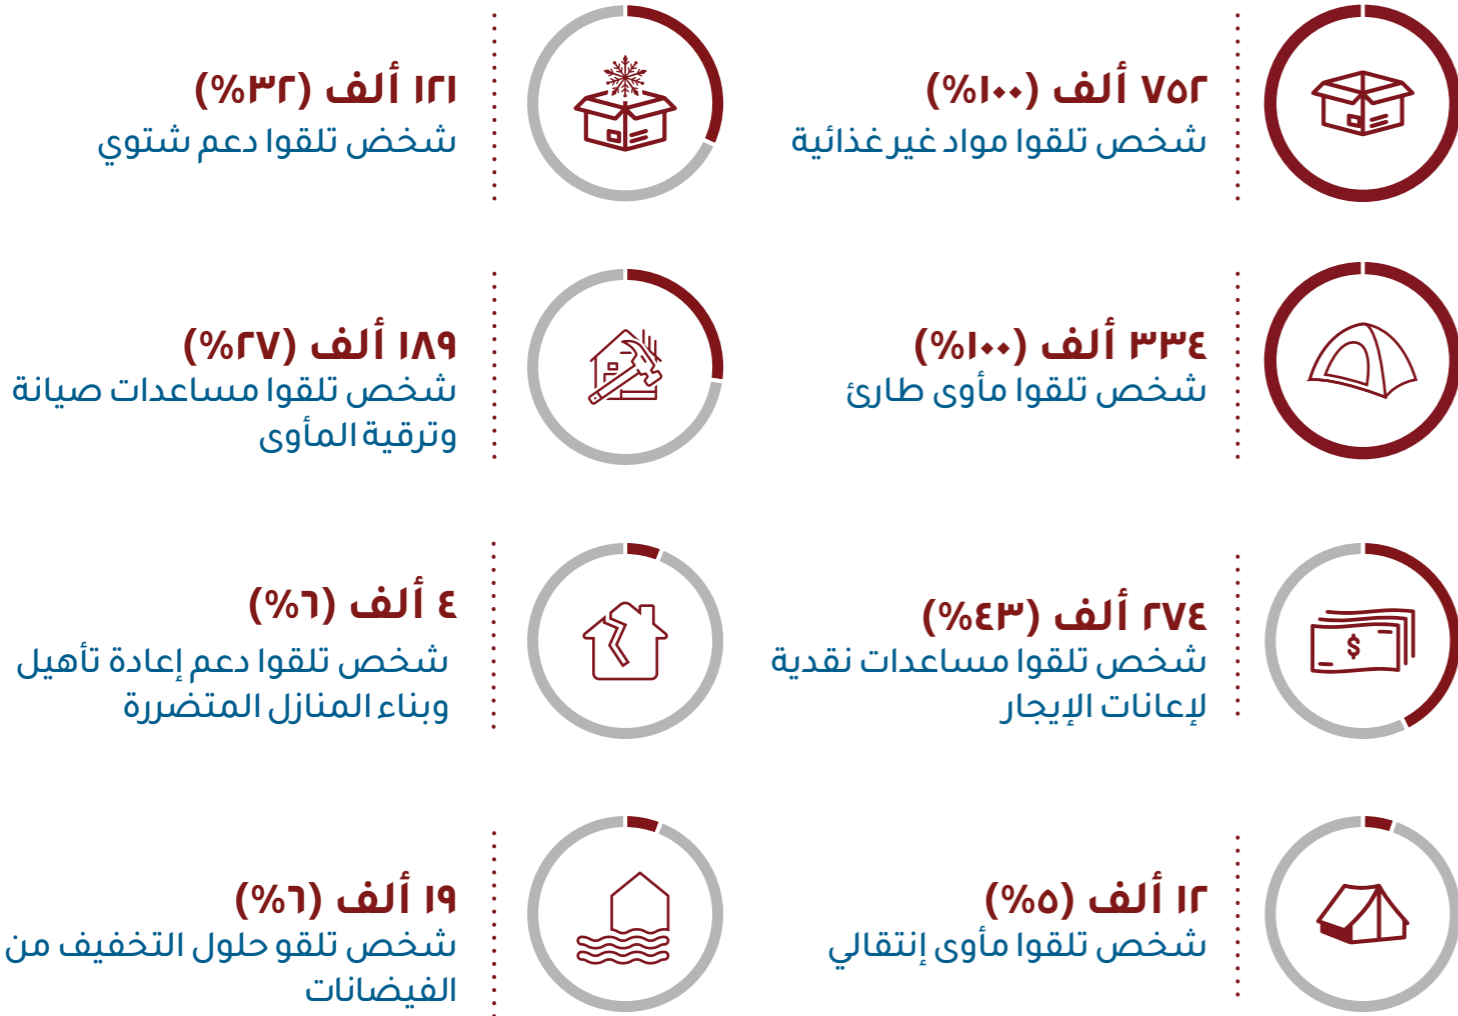 ٧٥٢ ألف (١٠٠%)
شخص تلقوا مواد غير غذائية
١٢١ ألف (٣٢%)
شخض تلقوا دعم شتوي
٣٣٤ ألف (١٠٠%)
شخص تلقوا مأوى طارئ
١٨٩ ألف (٢٧%)
شخص تلقوا مساعدات صيانة
وترقية المأوى
٢٧٤ ألف (٤٣%)
شخص تلقوا مساعدات نقدية
لإعانات الإيجار
$
٤ ألف (٦%)
شخص تلقوا دعم إعادة تأهيل
وبناء المنازل المتضررة
١٢ ألف (٥%)
شخص تلقوا مأوى إنتقالي
١٩ ألف (٦%)
شخص تلقو حلول التخفيف من
الفيضانات